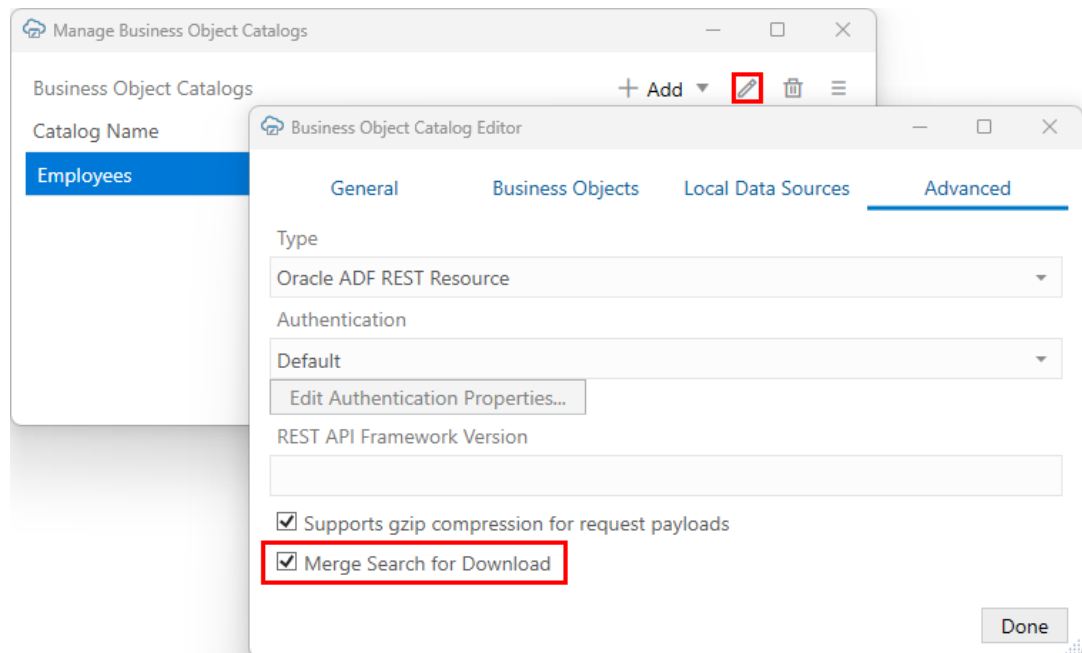 Manage Business Object Catalogs
Business Object Catalogs
Add
Catalog Name
Employees
Business Object Catalog Editor
General Business Objects Local Data Sources Advanced
Type
Oracle ADF REST Resource
Authentication
Default
Edit Authentication Properties...
REST API Framework Version
Supports gzip compression for request payloads
Merge Search for Download
Done